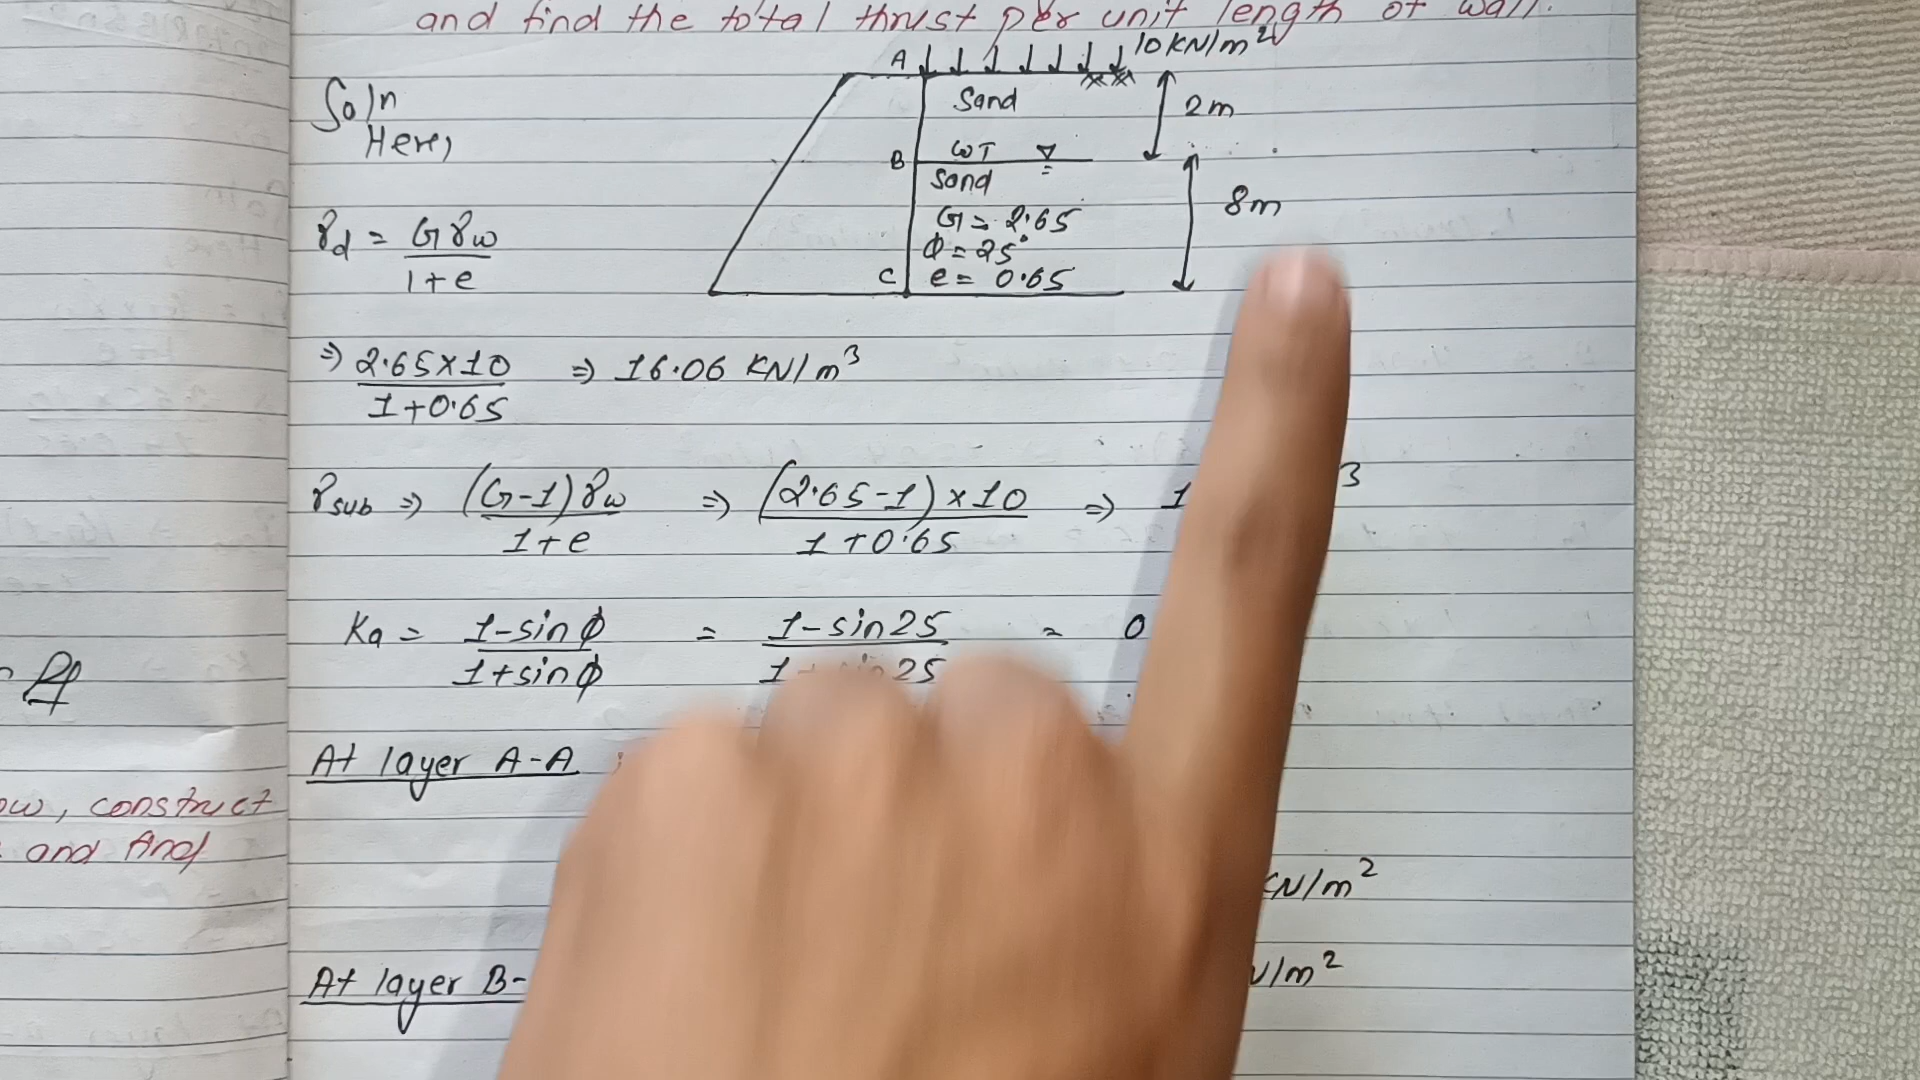 and find the total thrust per unit length of wall.
A 10 KN/m²
Soln
Here,
Sand
2m
B WT
Sand
8m
G = 2.65
ϕ = 25°
C e = 0.65
γd = Gγw / 1+e
⇒ 2.65×10 / 1+0.65 ⇒ 16.06 KN/m³
γsub ⇒ (G-1)γw / 1+e ⇒ (2.65-1)×10 / 1+0.65 ⇒ 1 3
Ka = 1-sinϕ / 1+sinϕ = 1-sin25 / 1 25 = 0
At layer A-A
ow, construct
and find
KN/m²
At layer B- /m²